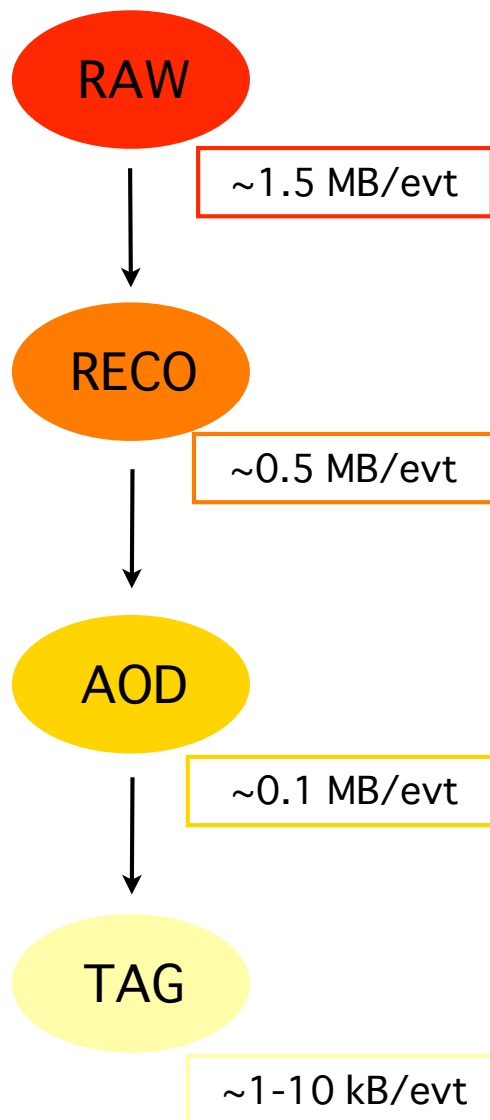 RAW
~1.5 MB/evt
RECO
~0.5 MB/evt
AOD
~0.1 MB/evt
TAG
~1-10 kB/evt